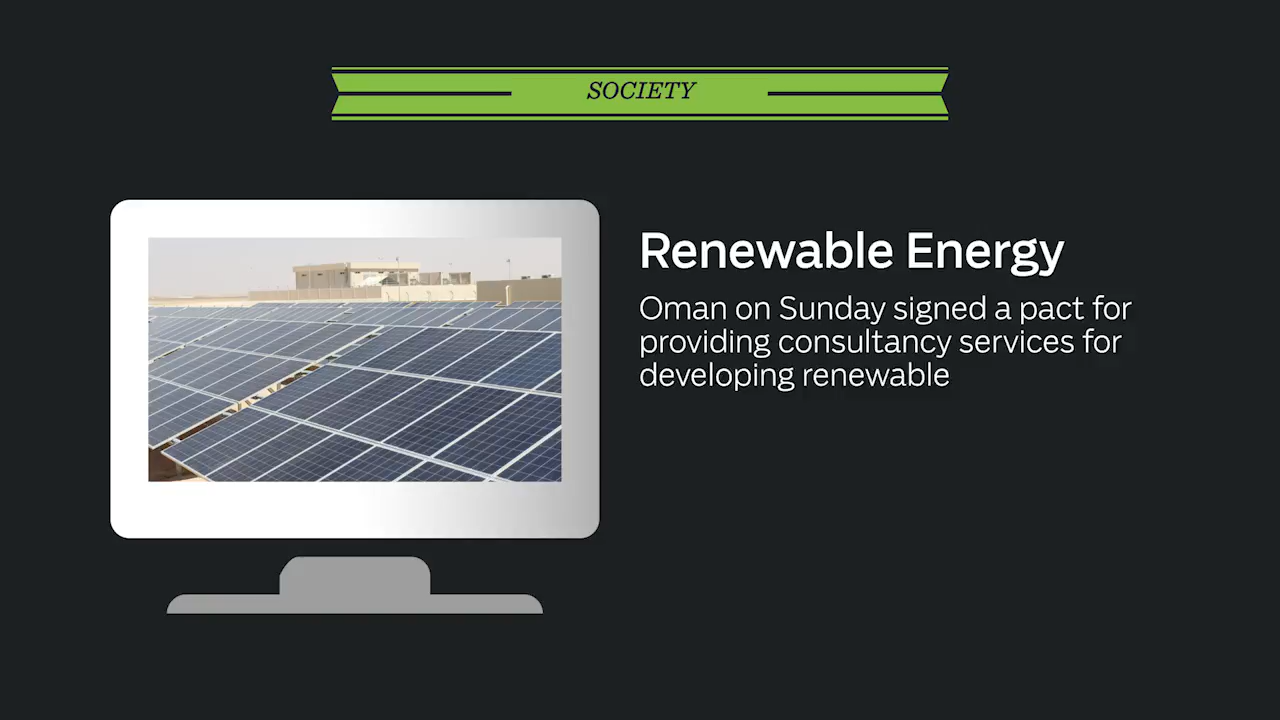 SOCIETY
Renewable Energy
Oman on Sunday signed a pact for
providing consultancy services for
developing renewable